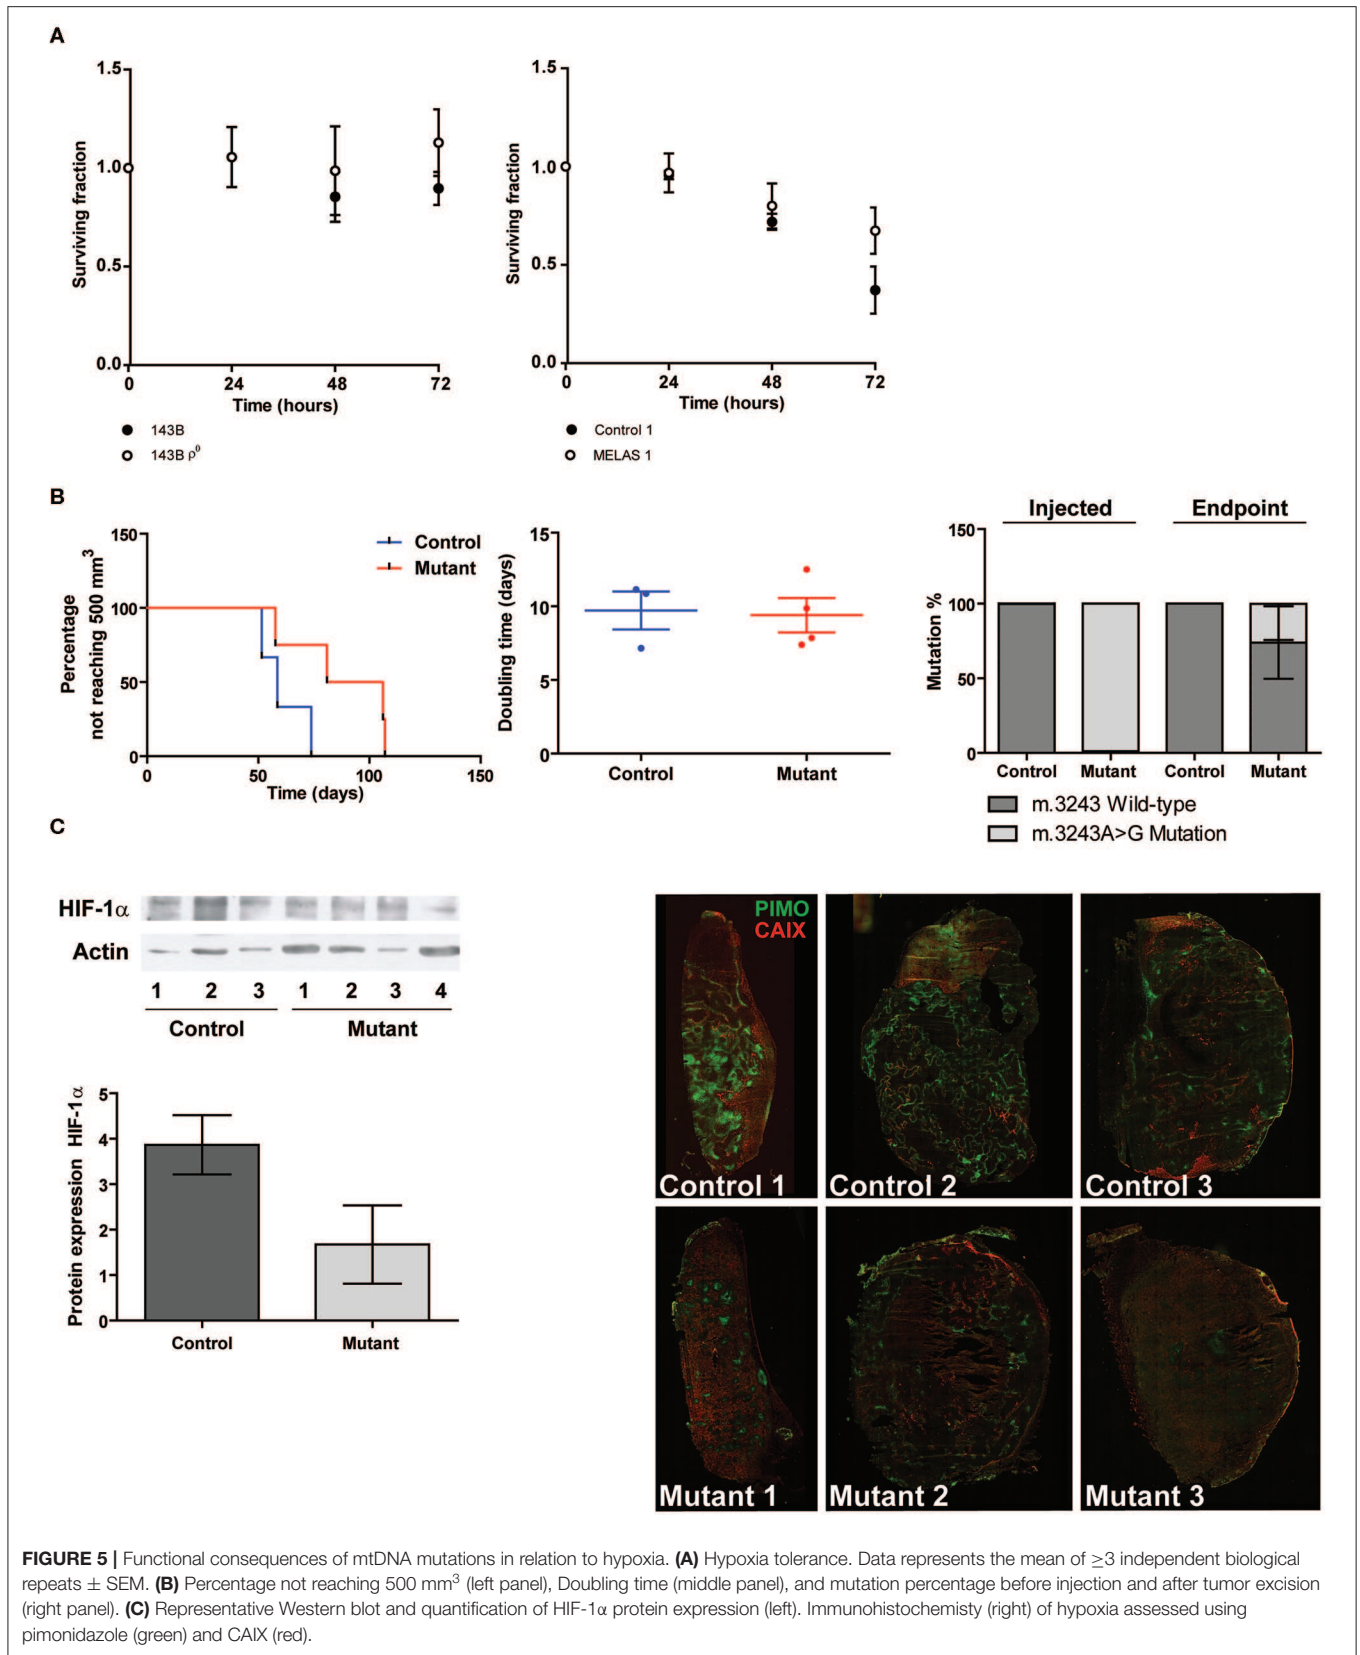 A
1.5
1.0
0.5
0.0
Surviving fraction
0 24 48 72
Time (hours)
143B
143B ρ⁰
1.5
1.0
0.5
0.0
Surviving fraction
0 24 48 72
Time (hours)
Control 1
MELAS 1
B
Percentage
not reaching 500 mm³
150
100
50
0
0 50 100 150
Time (days)
Control
Mutant
Doubling time (days)
15
10
5
0
Control Mutant
Injected Endpoint
Mutation %
150
100
50
0
Control Mutant Control Mutant
m.3243 Wild-type
m.3243A>G Mutation
C
HIF-1α
Actin
1 2 3 1 2 3 4
Control Mutant
Protein expression HIF-1α
5
4
3
2
1
0
Control Mutant
PIMO
CAIX
Control 1 Control 2 Control 3
Mutant 1 Mutant 2 Mutant 3
FIGURE 5 | Functional consequences of mtDNA mutations in relation to hypoxia. (A) Hypoxia tolerance. Data represents the mean of ≥3 independent biological
repeats ± SEM. (B) Percentage not reaching 500 mm³ (left panel), Doubling time (middle panel), and mutation percentage before injection and after tumor excision
(right panel). (C) Representative Western blot and quantification of HIF-1α protein expression (left). Immunohistochemisty (right) of hypoxia assessed using
pimonidazole (green) and CAIX (red).